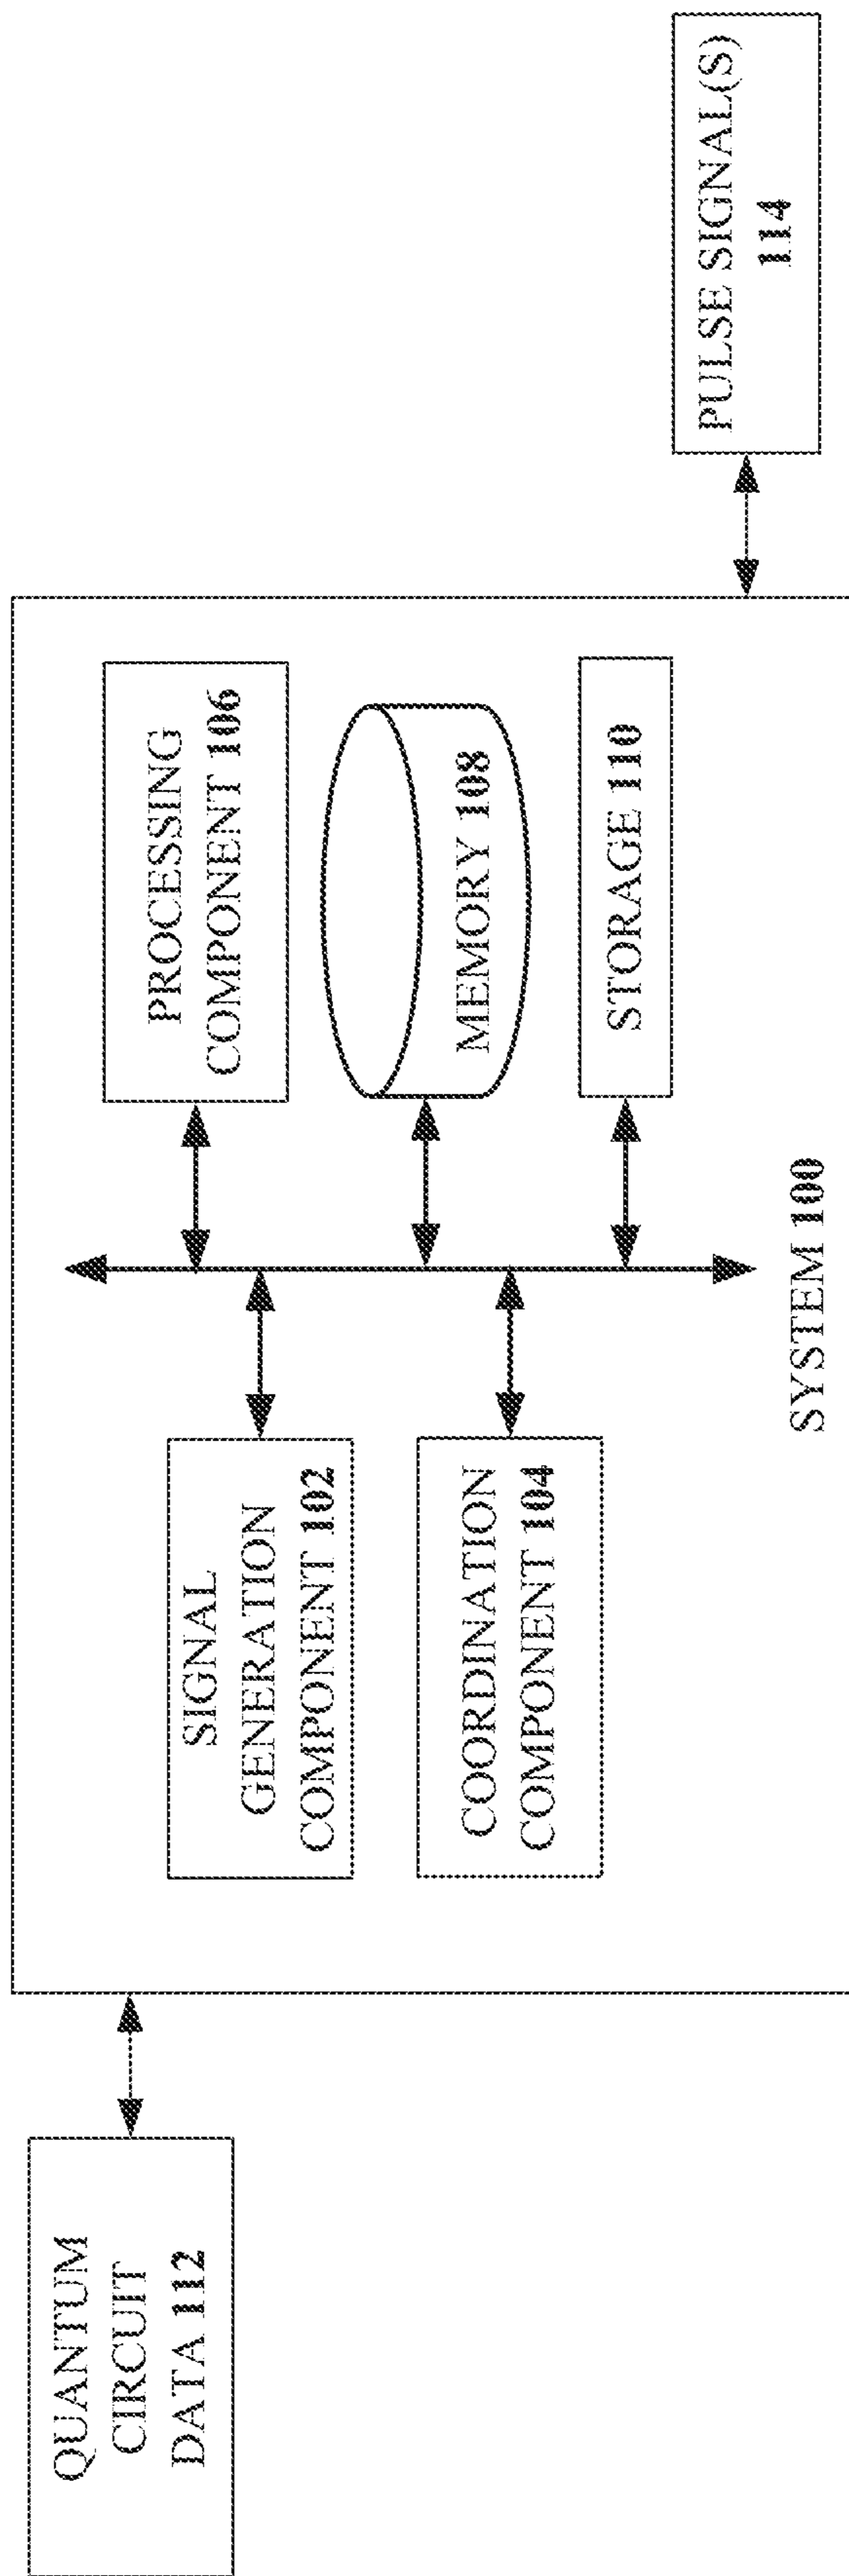 QUANTUM
CIRCUIT
DATA 112
SIGNAL
GENERATION
COMPONENT 102
COORDINATION
COMPONENT 104
PROCESSING
COMPONENT 106
MEMORY 108
STORAGE 110
SYSTEM 100
PULSE SIGNAL(S)
114